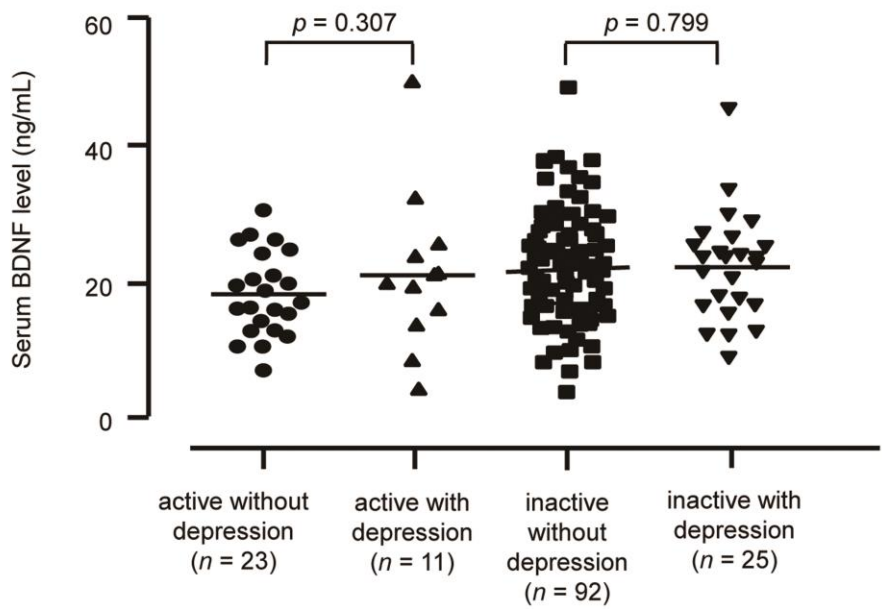 60
p = 0.307
p = 0.799
Serum BDNF level (ng/mL)
40
20
0
active without
depression
(n = 23)
active with
depression
(n = 11)
inactive
without
depression
(n = 92)
inactive with
depression
(n = 25)